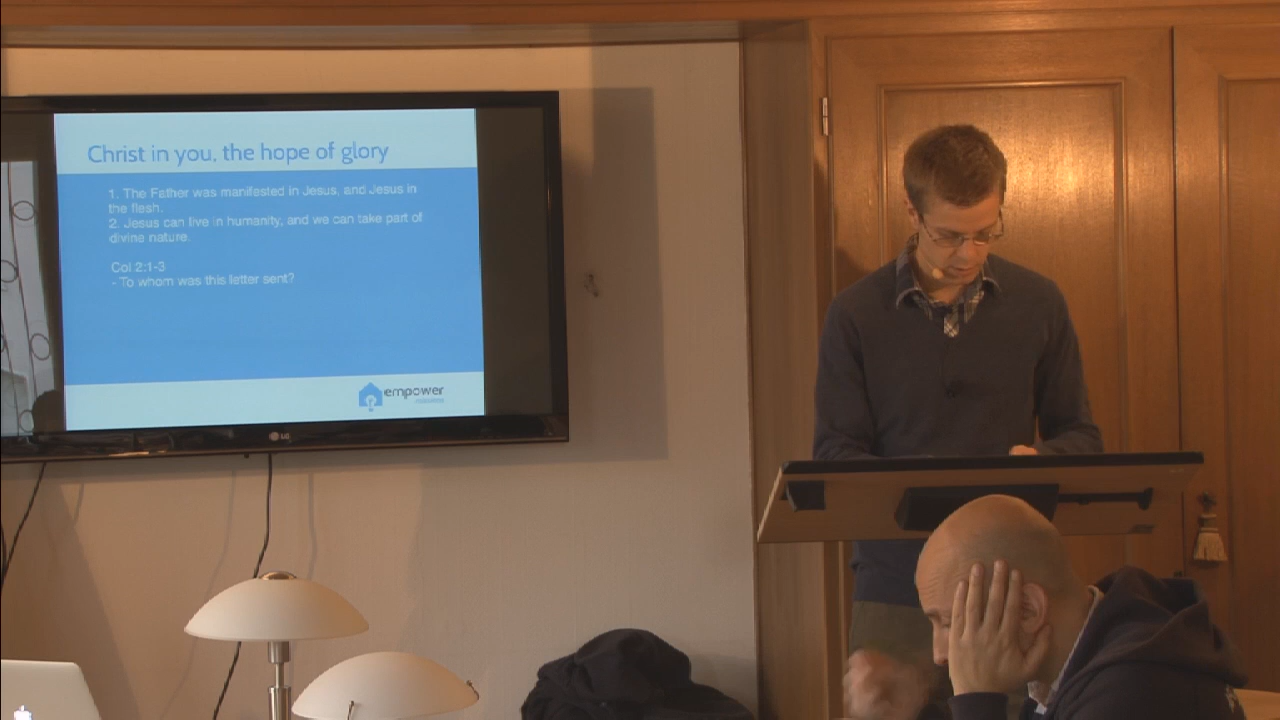 Christ in you, the hope of glory
1. The Father was manifested in Jesus, and Jesus in
the flesh.
2. Jesus can live in humanity, and we can take part of
divine nature.
Col 2:1-3
- To whom was this letter sent?
empower
LG